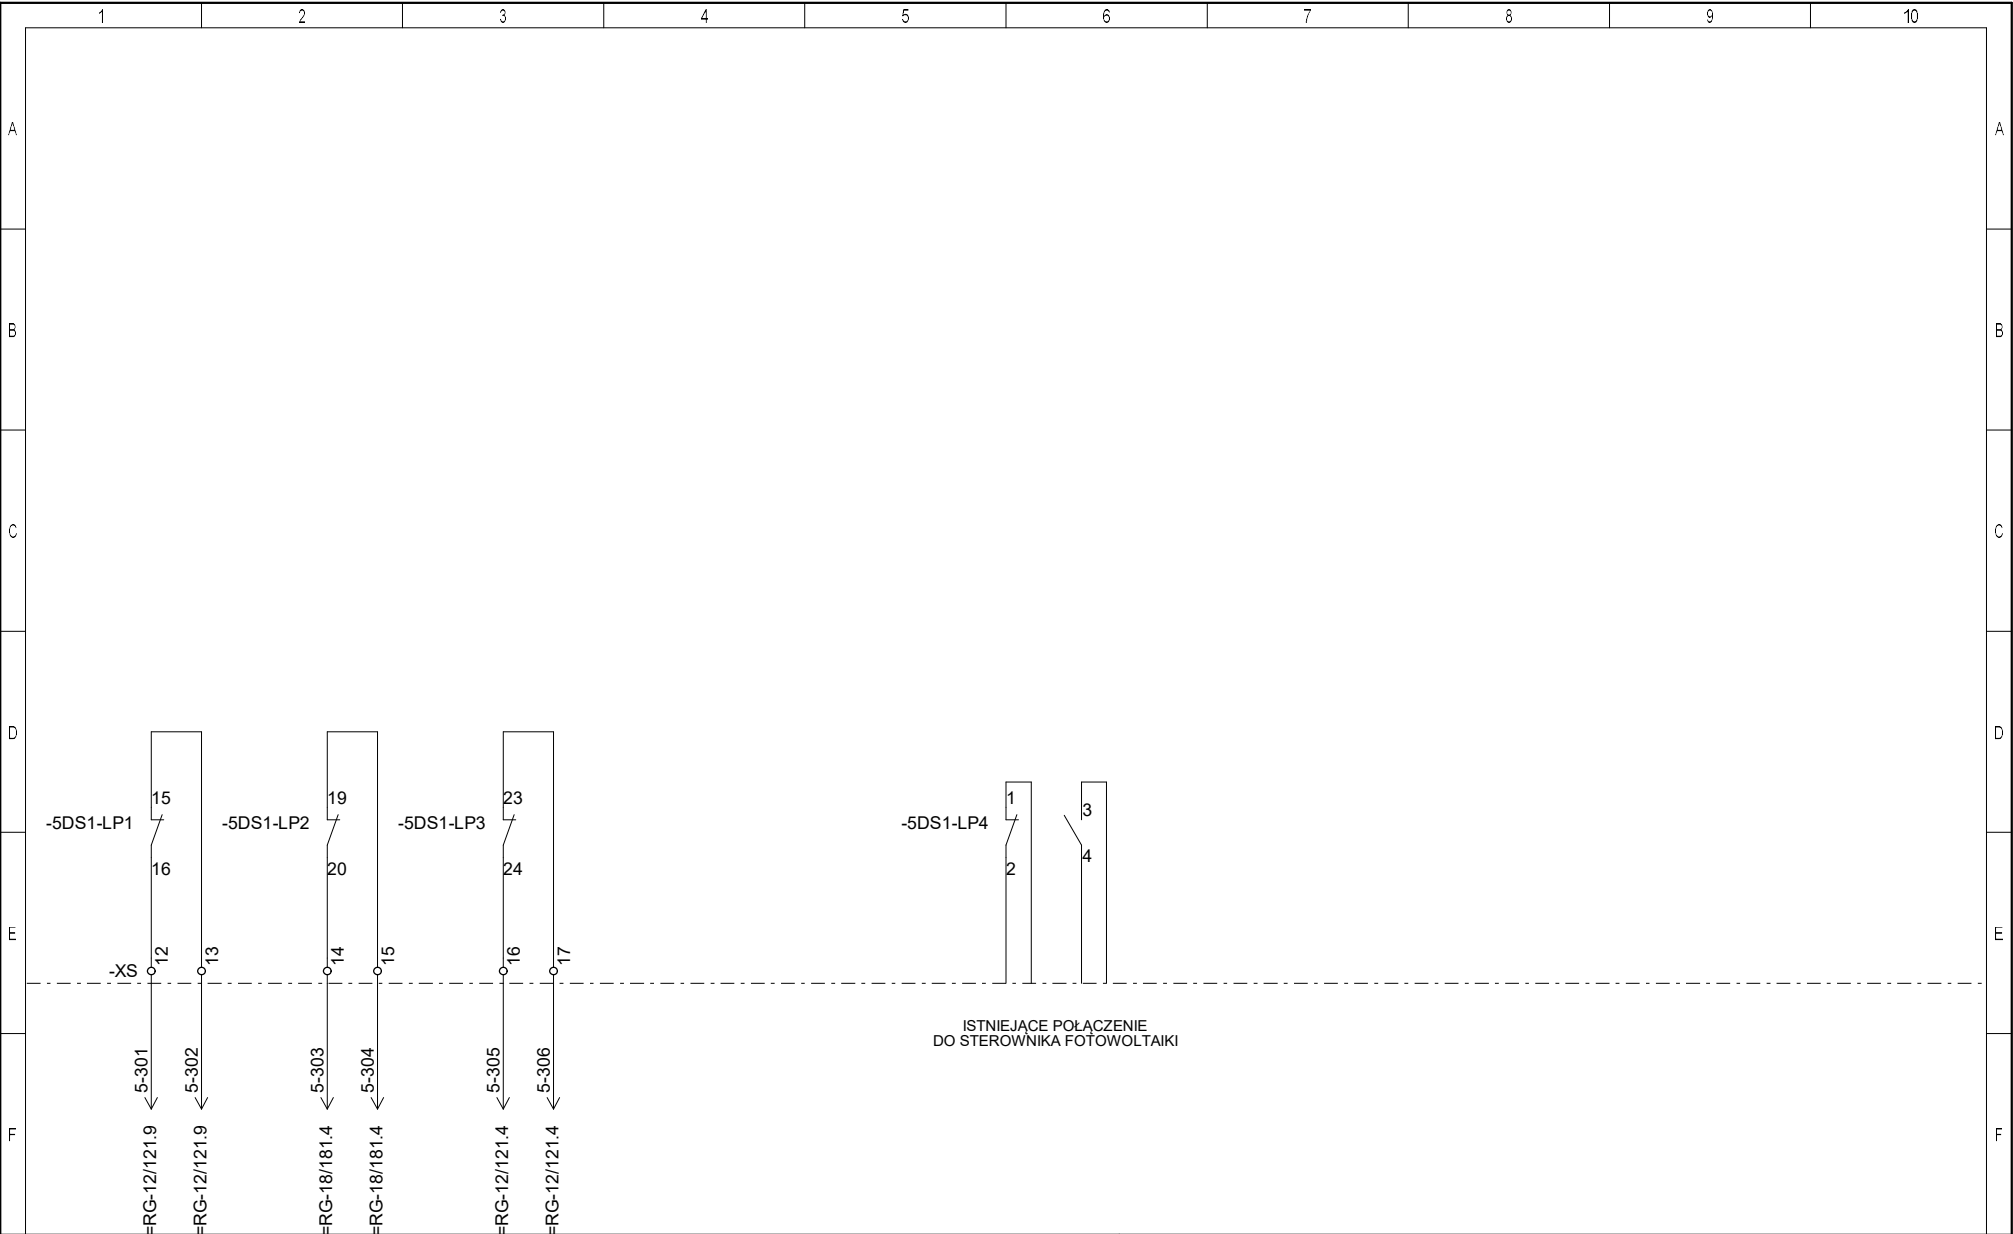 1 2 3 4 5 6 7 8 9 10
A A
B B
C C
D D
15 19 23 1 3
-5DS1-LP1 -5DS1-LP2 -5DS1-LP3 -5DS1-LP4
16 20 24 2 4
E E
12 13 14 15 16 17
-XS
ISTNIEJĄCE POŁĄCZENIE
DO STEROWNIKA FOTOWOLTAIKI
5-301 5-302 5-303 5-304 5-305 5-306
F F
=RG-12/121.9 =RG-12/121.9 =RG-18/181.4 =RG-18/181.4 =RG-12/121.4 =RG-12/121.4